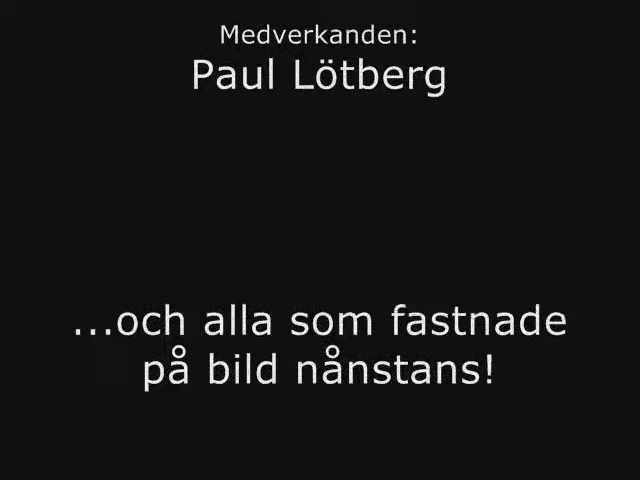 Medverkanden:
Paul Lötberg
...och alla som fastnade
på bild nånstans!